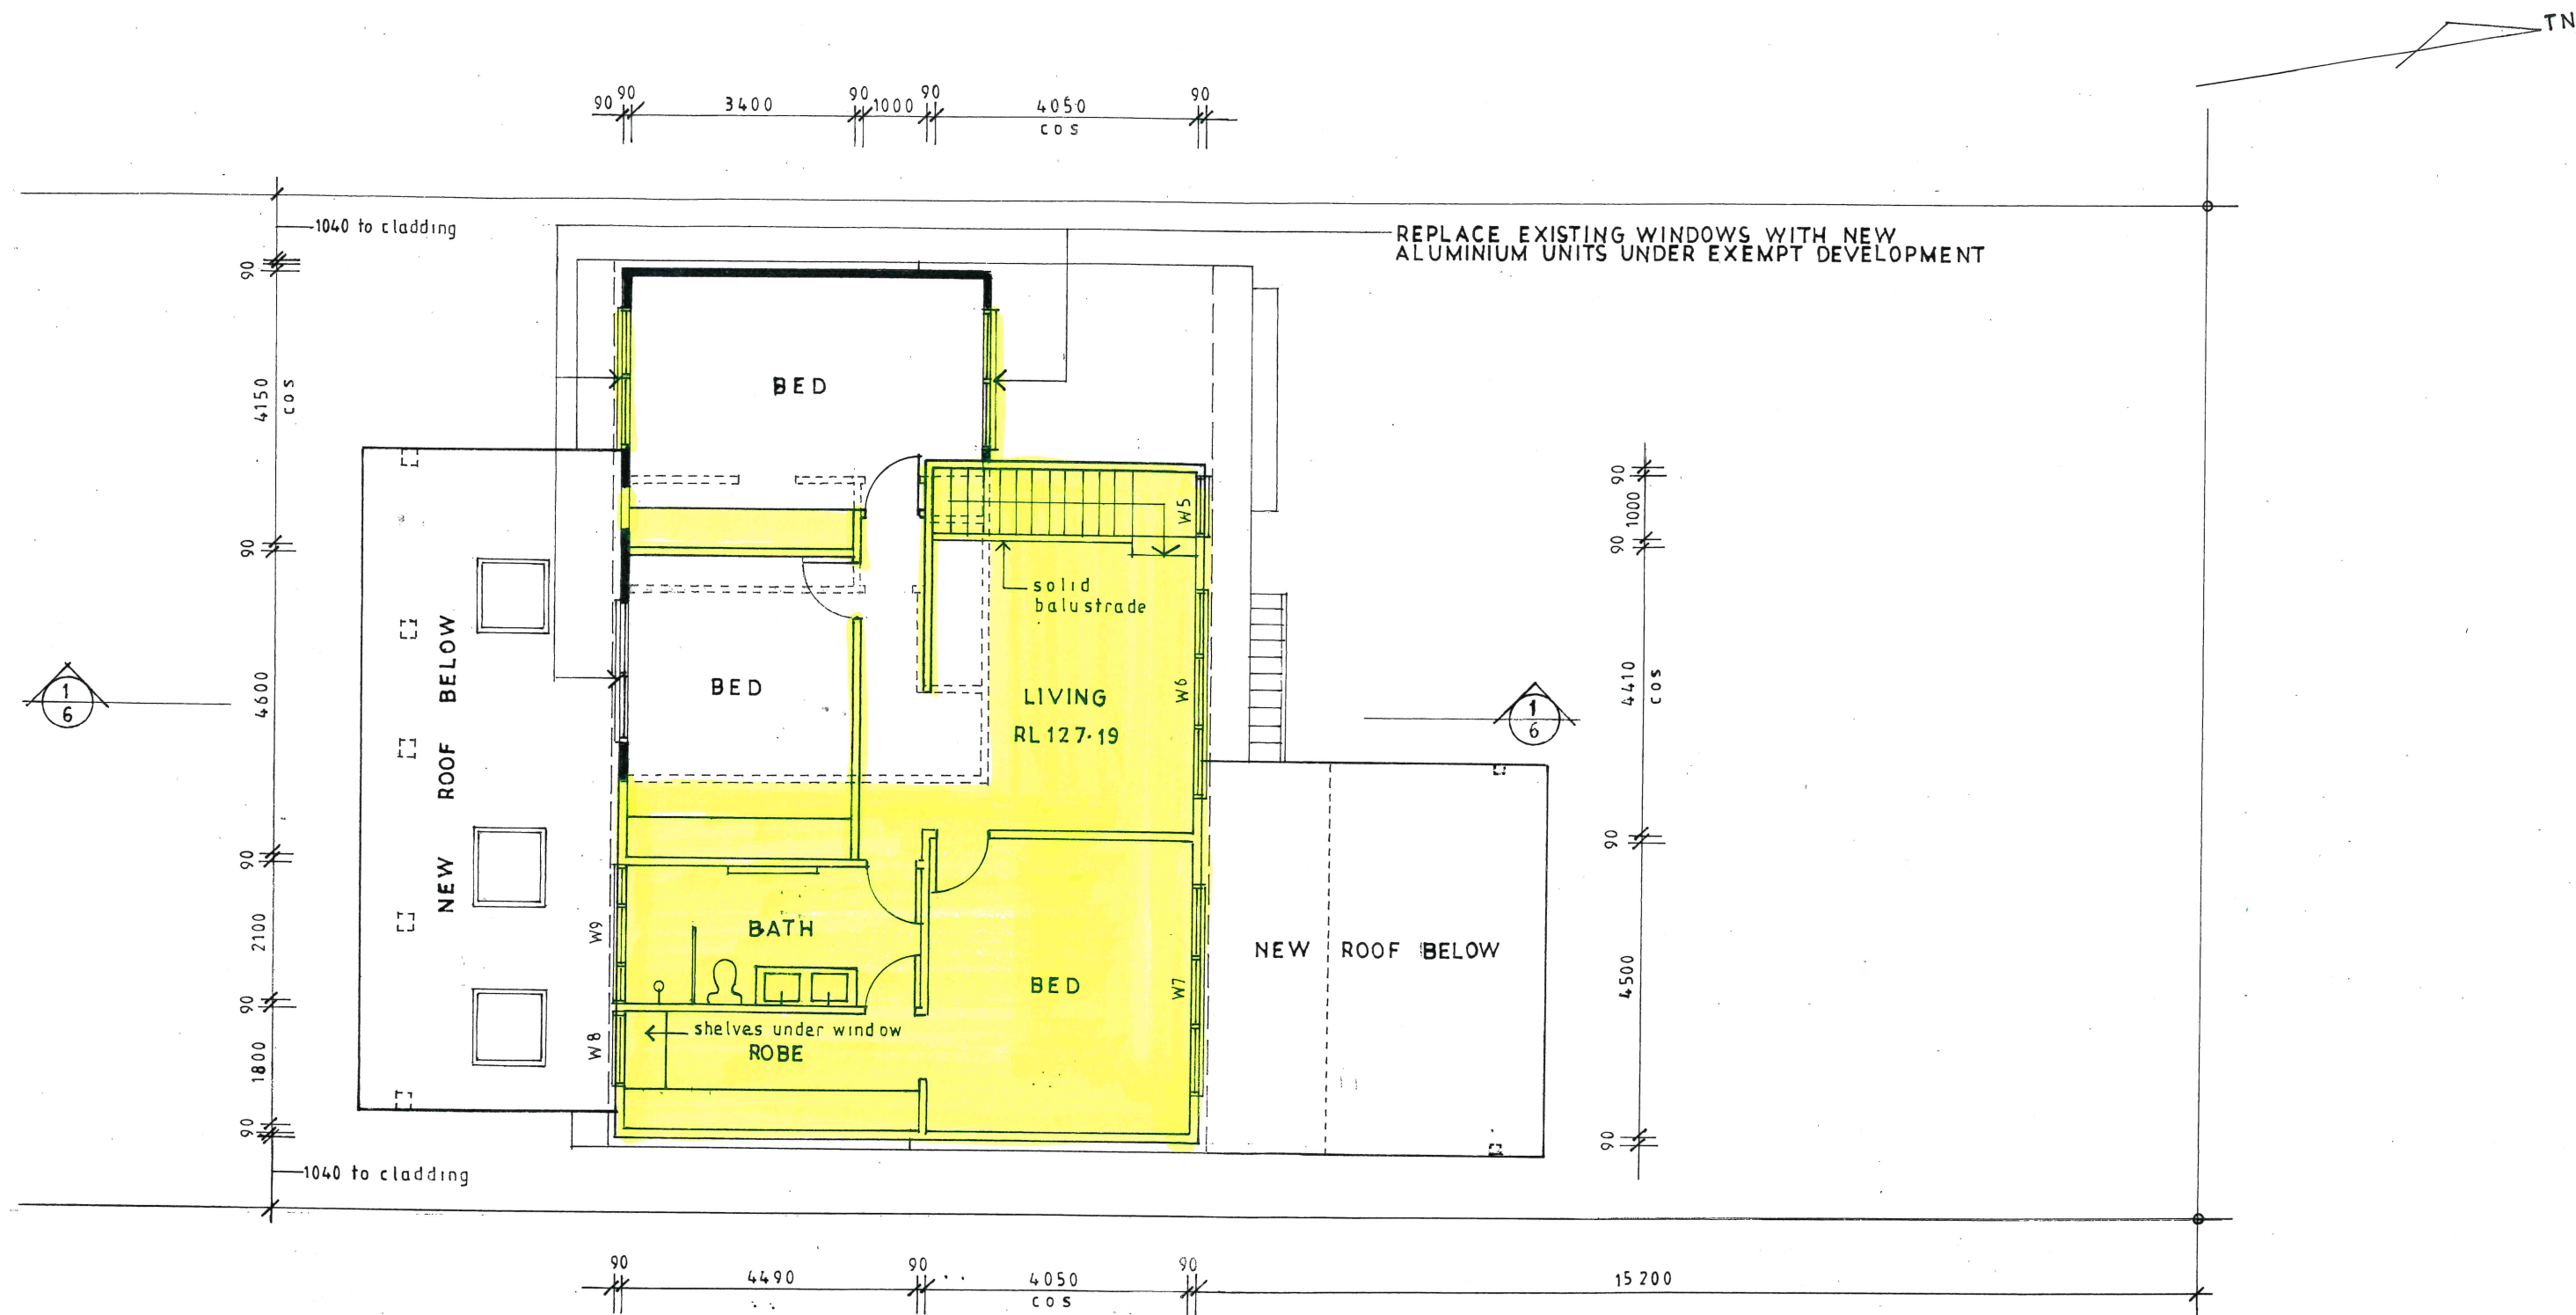 TN
90 90 3400 90 1000 90 4050 90
cos
1040 to cladding
REPLACE EXISTING WINDOWS WITH NEW
ALUMINIUM UNITS UNDER EXEMPT DEVELOPMENT
90
4150
cos
90
4600
90
2100
90
1800
90
1040 to cladding
BED
W5
solid
balustrade
BED
LIVING
RL 127.19
W6
NEW ROOF BELOW
1
6
1
6
90
1000
90
4410
cos
90
4500
90
W9
BATH
BED
W7
NEW ROOF BELOW
W8
shelves under window
ROBE
90 4490 90 4050 90 15 200
cos